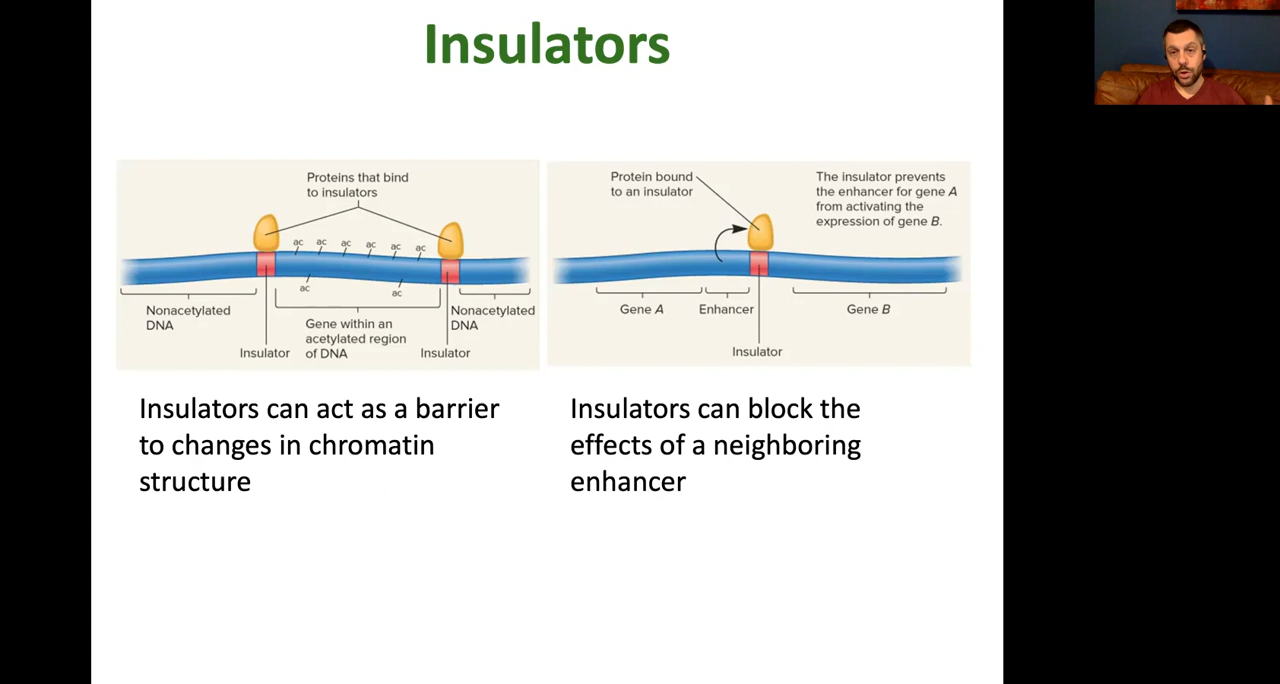 Insulators
Proteins that bind
to insulators
ac ac ac ac ac ac
ac ac
Nonacetylated
DNA
Gene within an
acetylated region
of DNA
Nonacetylated
DNA
Insulator
Insulator
Protein bound
to an insulator
The insulator prevents
the enhancer for gene A
from activating the
expression of gene B.
Gene A
Enhancer
Gene B
Insulator
Insulators can act as a barrier
to changes in chromatin
structure
Insulators can block the
effects of a neighboring
enhancer